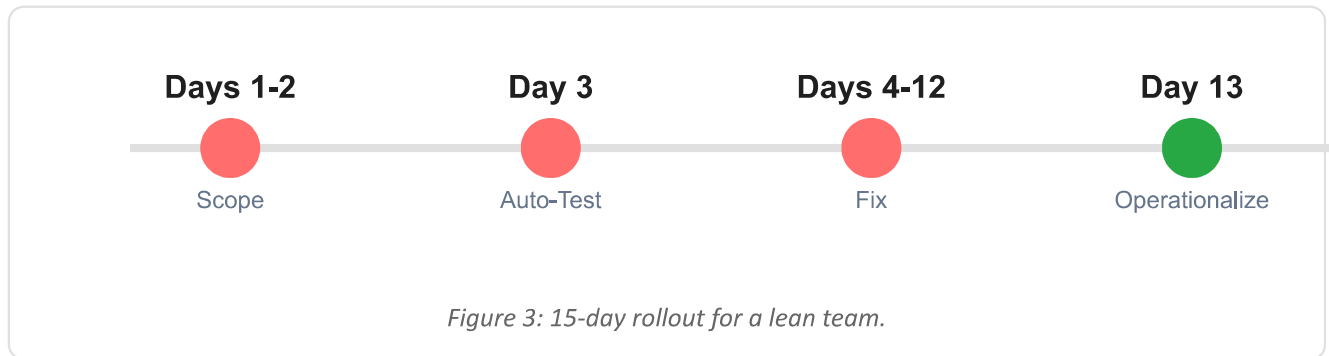 Days 1-2 Day 3 Days 4-12 Day 13
Scope Auto-Test Fix Operationalize
Figure 3: 15-day rollout for a lean team.